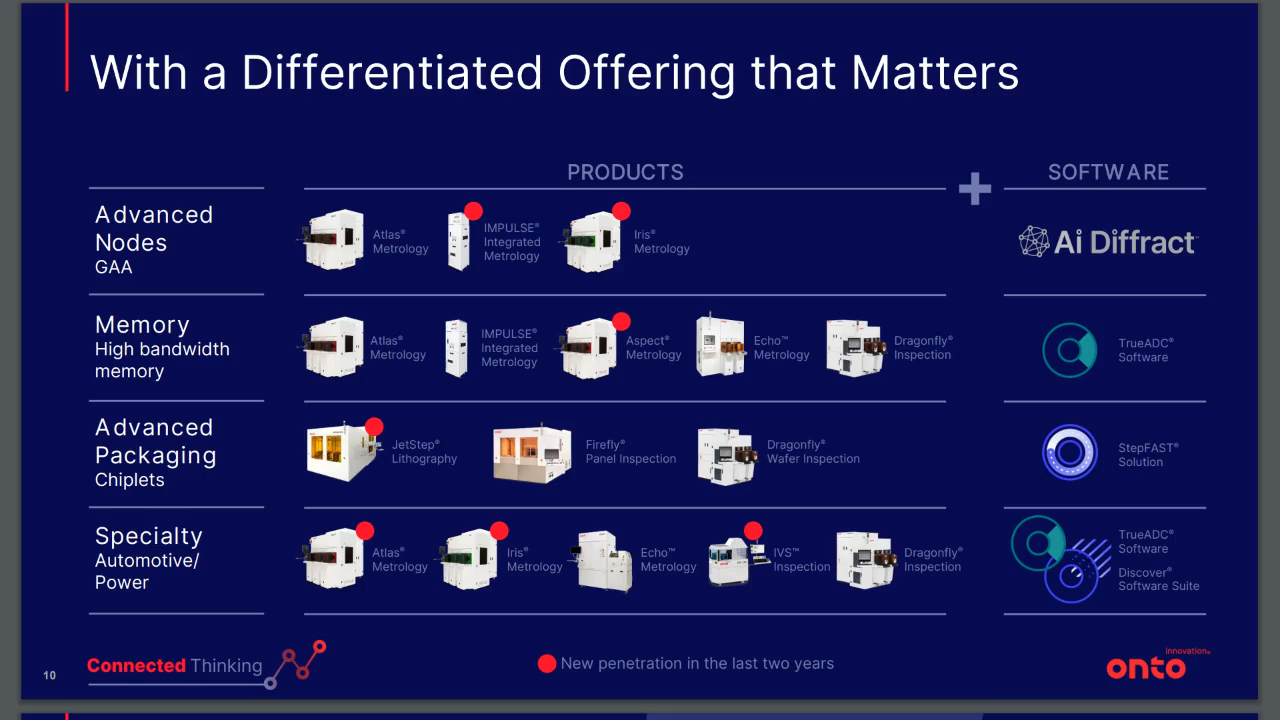 With a Differentiated Offering that Matters
PRODUCTS
SOFTWARE
Advanced
Nodes
GAA
Atlas®
Metrology
IMPULSE®
Integrated
Metrology
Iris®
Metrology
Ai Diffract
Memory
High bandwidth
memory
Atlas®
Metrology
IMPULSE®
Integrated
Metrology
Aspect®
Metrology
Echo™
Metrology
Dragonfly®
Inspection
TrueADC®
Software
Advanced
Packaging
Chiplets
JetStep®
Lithography
Firefly®
Panel Inspection
Dragonfly®
Wafer Inspection
StepFAST®
Solution
Specialty
Automotive/
Power
Atlas®
Metrology
Iris®
Metrology
Echo™
Metrology
IVS™
Inspection
Dragonfly®
Inspection
TrueADC®
Software
Discover®
Software Suite
10
Connected Thinking
New penetration in the last two years
onto
innovation